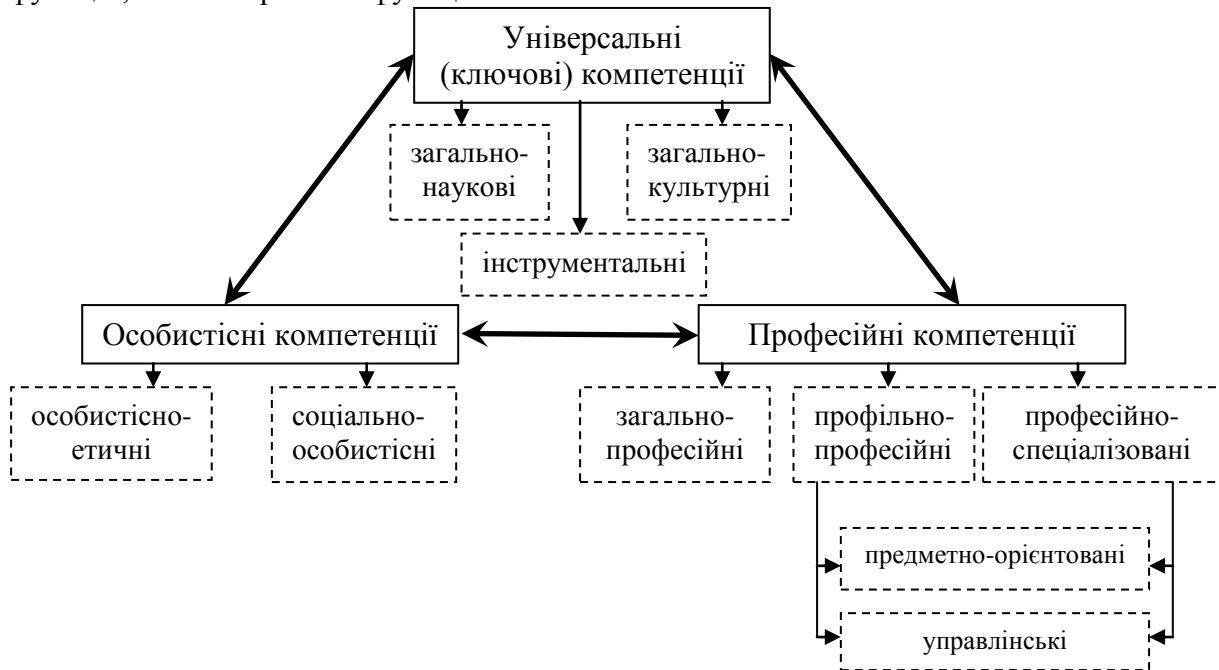 Універсальні
(ключові) компетенції
загально-
наукові
загально-
культурні
інструментальні
Особистісні компетенції
Професійні компетенції
особистісно-
етичні
соціально-
особистісні
загально-
професійні
профільно-
професійні
професійно-
спеціалізовані
предметно-орієнтовані
управлінські